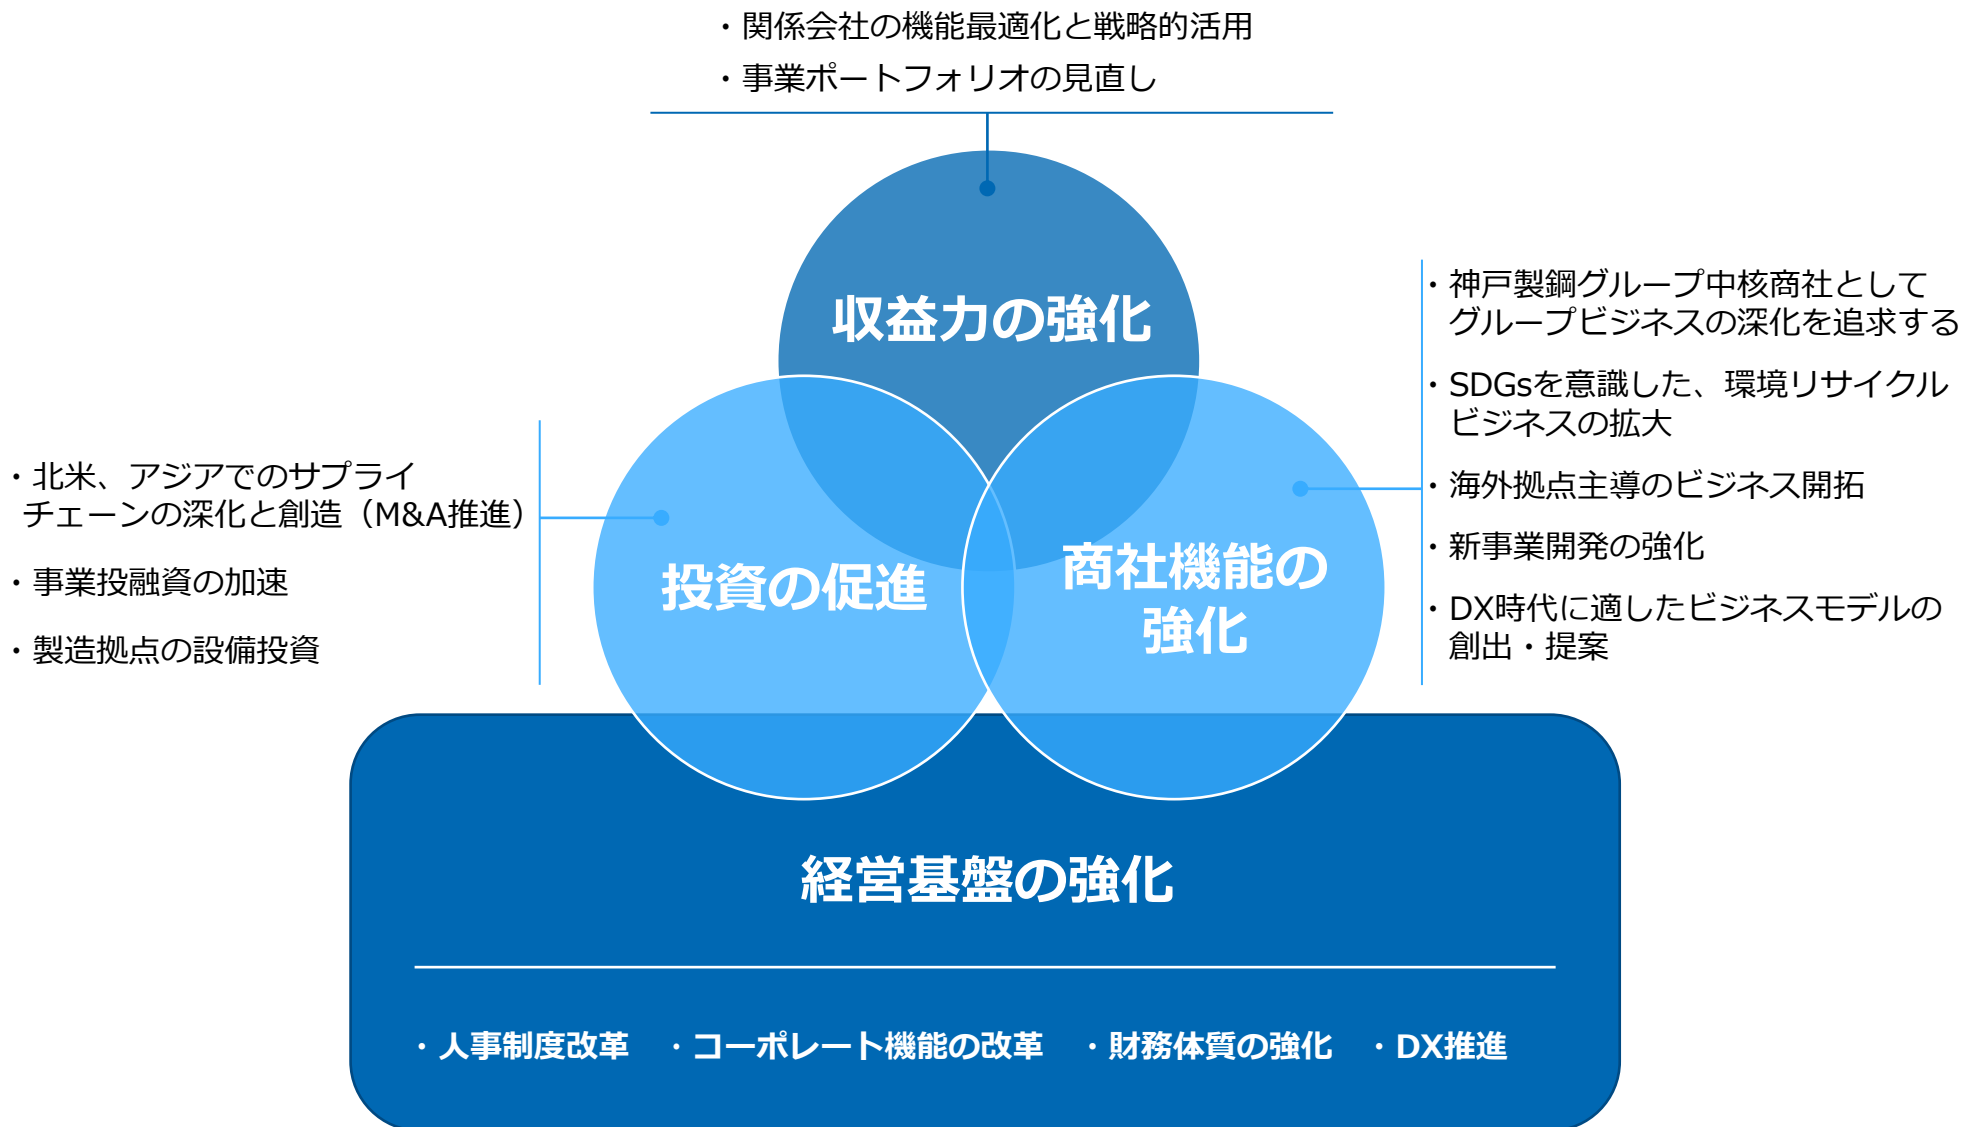 ・関係会社の機能最適化と戦略的活用
・事業ポートフォリオの見直し
収益力の強化
・北米、アジアでのサプライ
チェーンの深化と創造（M&A推進）
・事業投融資の加速
・製造拠点の設備投資
投資の促進
商社機能の
強化
・神戸製鋼グループ中核商社として
グループビジネスの深化を追求する
・SDGsを意識した、環境リサイクル
ビジネスの拡大
・海外拠点主導のビジネス開拓
・新事業開発の強化
・DX時代に適したビジネスモデルの
創出・提案
経営基盤の強化
・人事制度改革　・コーポレート機能の改革　・財務体質の強化　・DX推進